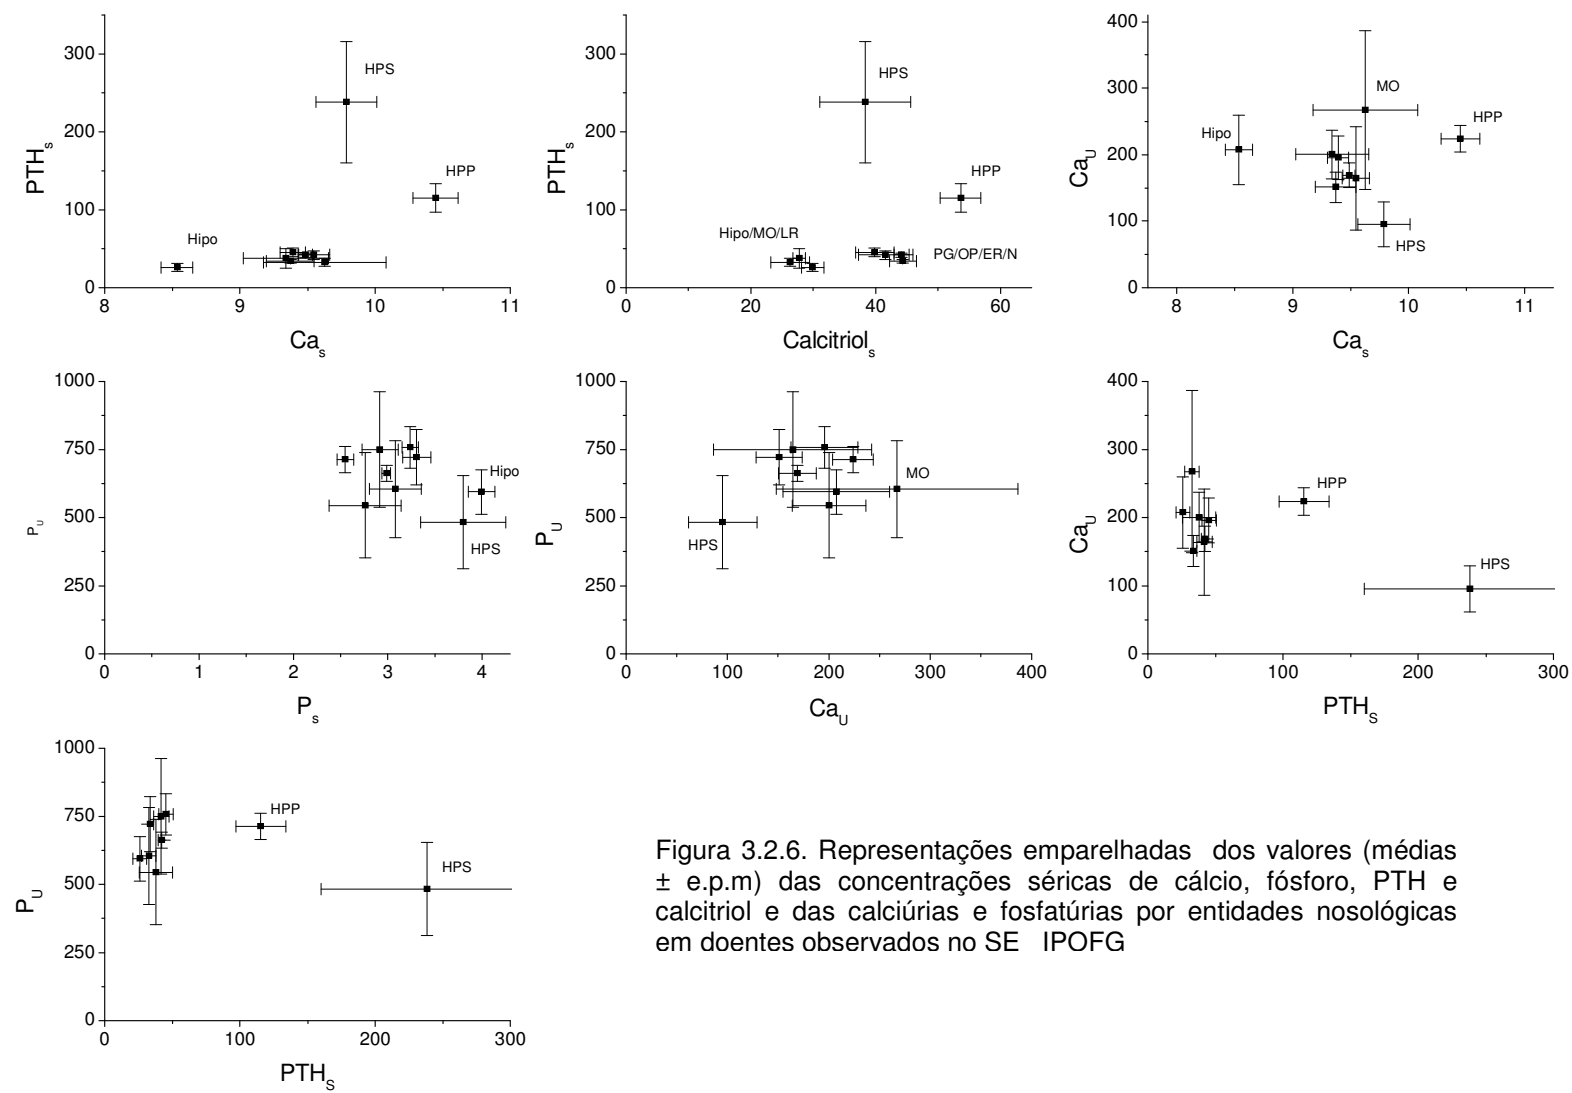 300
200
100
0
PTHs
HPS
HPP
Hipo
8 9 10 11
Cas
300
200
100
0
PTHs
HPS
HPP
Hipo/MO/LR
PG/OP/ER/N
0 20 40 60
Calcitriols
400
300
200
100
0
CaU
MO
HPP
Hipo
HPS
8 9 10 11
Cas
1000
750
500
250
0
PU
Hipo
HPS
0 1 2 3 4
Ps
1000
750
500
250
0
PU
MO
HPS
0 100 200 300 400
CaU
400
300
200
100
0
CaU
HPP
HPS
0 100 200 300
PTHS
1000
750
500
250
0
PU
HPP
HPS
0 100 200 300
PTHS
Figura 3.2.6. Representações emparelhadas dos valores (médias
± e.p.m) das concentrações séricas de cálcio, fósforo, PTH e
calcitriol e das calciúrias e fosfatúrias por entidades nosológicas
em doentes observados no SE IPOFG